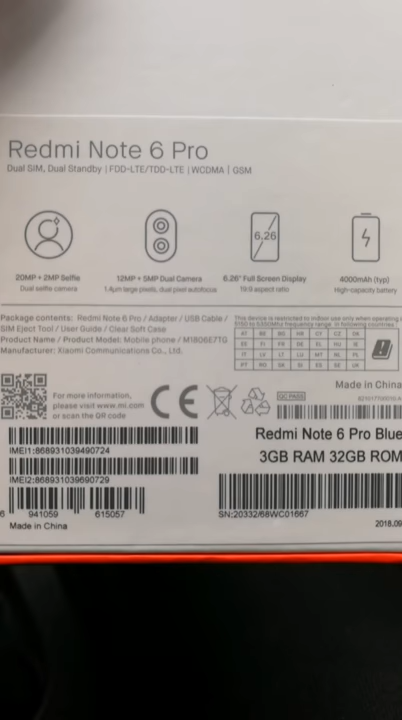 Redmi Note 6 Pro
Dual SIM, Dual Standby | FDD-LTE/TDD-LTE | WCDMA | GSM
6.26
20MP + 2MP Selfie
Dual selfie camera
12MP + 5MP Dual Camera
1.4μm large pixels, dual pixel autofocus
6.26" Full Screen Display
19:9 aspect ratio
4000mAh (typ)
High-capacity battery
Package contents: Redmi Note 6 Pro / Adapter / USB Cable /
SIM Eject Tool / User Guide / Clear Soft Case
Product Name / Product Model: Mobile phone / M1806E7TG
Manufacturer: Xiaomi Communications Co., Ltd.
This device is restricted to indoor use only when operating in
5150 to 5350MHz frequency range, in following countries:
AT BE BG HR CY CZ DK
EE FI FR DE EL HU IE
IT LV LT LU MT NL PL
PT RO SK SI ES SE UK
For more information,
please visit www.mi.com
or scan the QR code
CE
QC PASS
Made in China
Redmi Note 6 Pro Blue
3GB RAM 32GB ROM
IMEI1:868931039490724
IMEI2:868931039690729
6 941059 615057
Made in China
SN:20332/68WC01667
2018.09